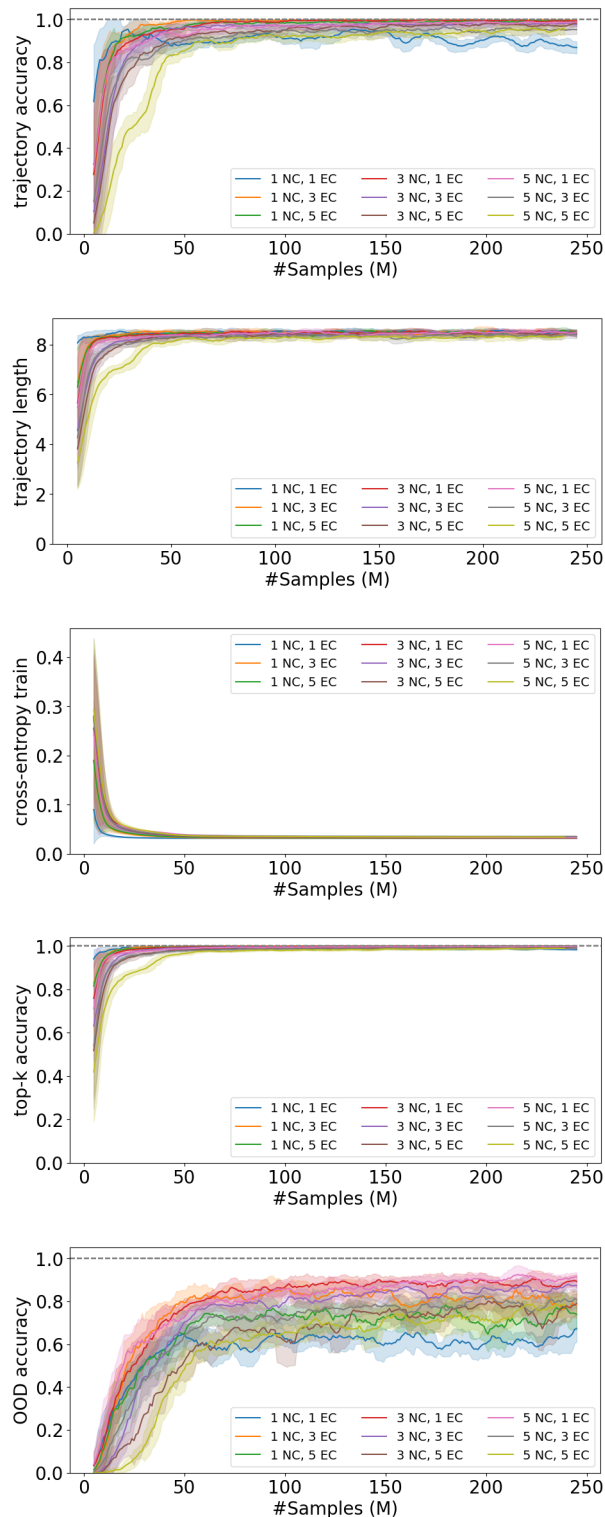 trajectory accuracy
1.0
0.8
0.6
0.4
0.2
0.0
1 NC, 1 EC 3 NC, 1 EC 5 NC, 1 EC
1 NC, 3 EC 3 NC, 3 EC 5 NC, 3 EC
1 NC, 5 EC 3 NC, 5 EC 5 NC, 5 EC
0 50 100 150 200 250
#Samples (M)
trajectory length
8
6
4
2
0
1 NC, 1 EC 3 NC, 1 EC 5 NC, 1 EC
1 NC, 3 EC 3 NC, 3 EC 5 NC, 3 EC
1 NC, 5 EC 3 NC, 5 EC 5 NC, 5 EC
0 50 100 150 200 250
#Samples (M)
cross-entropy train
1 NC, 1 EC 3 NC, 1 EC 5 NC, 1 EC
1 NC, 3 EC 3 NC, 3 EC 5 NC, 3 EC
1 NC, 5 EC 3 NC, 5 EC 5 NC, 5 EC
0.4
0.3
0.2
0.1
0.0
0 50 100 150 200 250
#Samples (M)
top-k accuracy
1.0
0.8
0.6
0.4
0.2
0.0
1 NC, 1 EC 3 NC, 1 EC 5 NC, 1 EC
1 NC, 3 EC 3 NC, 3 EC 5 NC, 3 EC
1 NC, 5 EC 3 NC, 5 EC 5 NC, 5 EC
0 50 100 150 200 250
#Samples (M)
OOD accuracy
1.0
0.8
0.6
0.4
0.2
0.0
1 NC, 1 EC 3 NC, 1 EC 5 NC, 1 EC
1 NC, 3 EC 3 NC, 3 EC 5 NC, 3 EC
1 NC, 5 EC 3 NC, 5 EC 5 NC, 5 EC
0 50 100 150 200 250
#Samples (M)